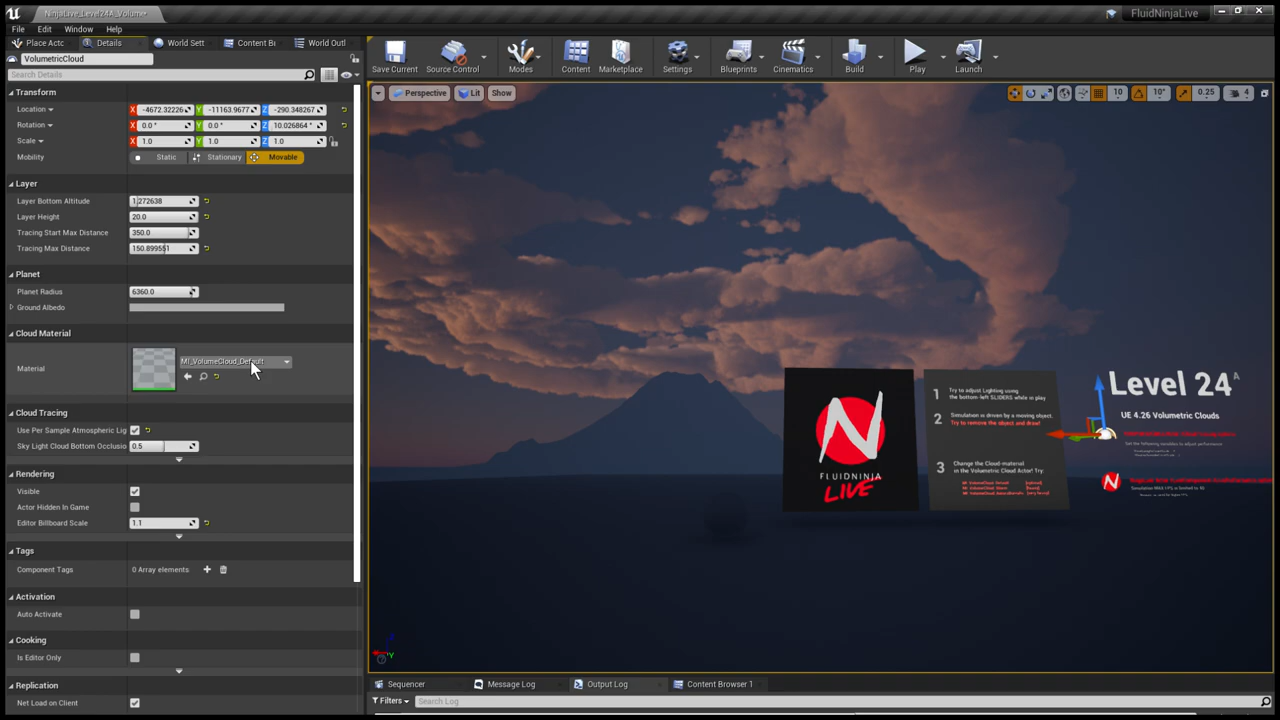 NinjaLive_Level24A_Volume*
FluidNinjaLive
File Edit Window Help
Place Actc Details World Sett Content Br World Outl
VolumetricCloud
Search Details
Save Current Source Control Modes Content Marketplace Settings Blueprints Cinematics Build Play Launch
Perspective Lit Show 10 10° 0.25 4
Transform
Location X -4672.32226 Y -11163.9677 Z -290.348267
Rotation X 0.0 ° Y 0.0 ° Z 10.026864 °
Scale X 1.0 Y 1.0 Z 1.0
Mobility Static Stationary Movable
Layer
Layer Bottom Altitude 1.272638
Layer Height 20.0
Tracing Start Max Distance 350.0
Tracing Max Distance 150.899551
Planet
Planet Radius 6360.0
Ground Albedo
Cloud Material
Material MI_VolumeCloud_Default
Cloud Tracing
Use Per Sample Atmospheric Lig
Sky Light Cloud Bottom Occlusio 0.5
Rendering
Visible
Actor Hidden In Game
Editor Billboard Scale 1.1
Tags
Component Tags 0 Array elements
Activation
Auto Activate
Cooking
Is Editor Only
Replication
Net Load on Client
N
FLUIDNINJA
LIVE
1 Try to adjust Lighting using
the bottom-left SLIDERS while in play
2 Simulation is driven by a moving object.
Try to remove the object and draw!
3 Change the Cloud-material
in the Volumetric Cloud Actor! Try:
Level 24A
UE 4.26 Volumetric Clouds
N
Y
Sequencer Message Log Output Log Content Browser 1
Filters Search Log